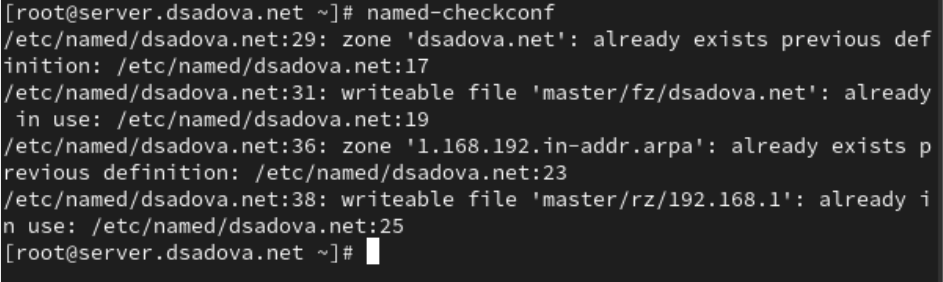 [root@server.dsadova.net ~]# named-checkconf
/etc/named/dsadova.net:29: zone 'dsadova.net': already exists previous def
inition: /etc/named/dsadova.net:17
/etc/named/dsadova.net:31: writeable file 'master/fz/dsadova.net': already
 in use: /etc/named/dsadova.net:19
/etc/named/dsadova.net:36: zone '1.168.192.in-addr.arpa': already exists p
revious definition: /etc/named/dsadova.net:23
/etc/named/dsadova.net:38: writeable file 'master/rz/192.168.1': already i
n use: /etc/named/dsadova.net:25
[root@server.dsadova.net ~]#